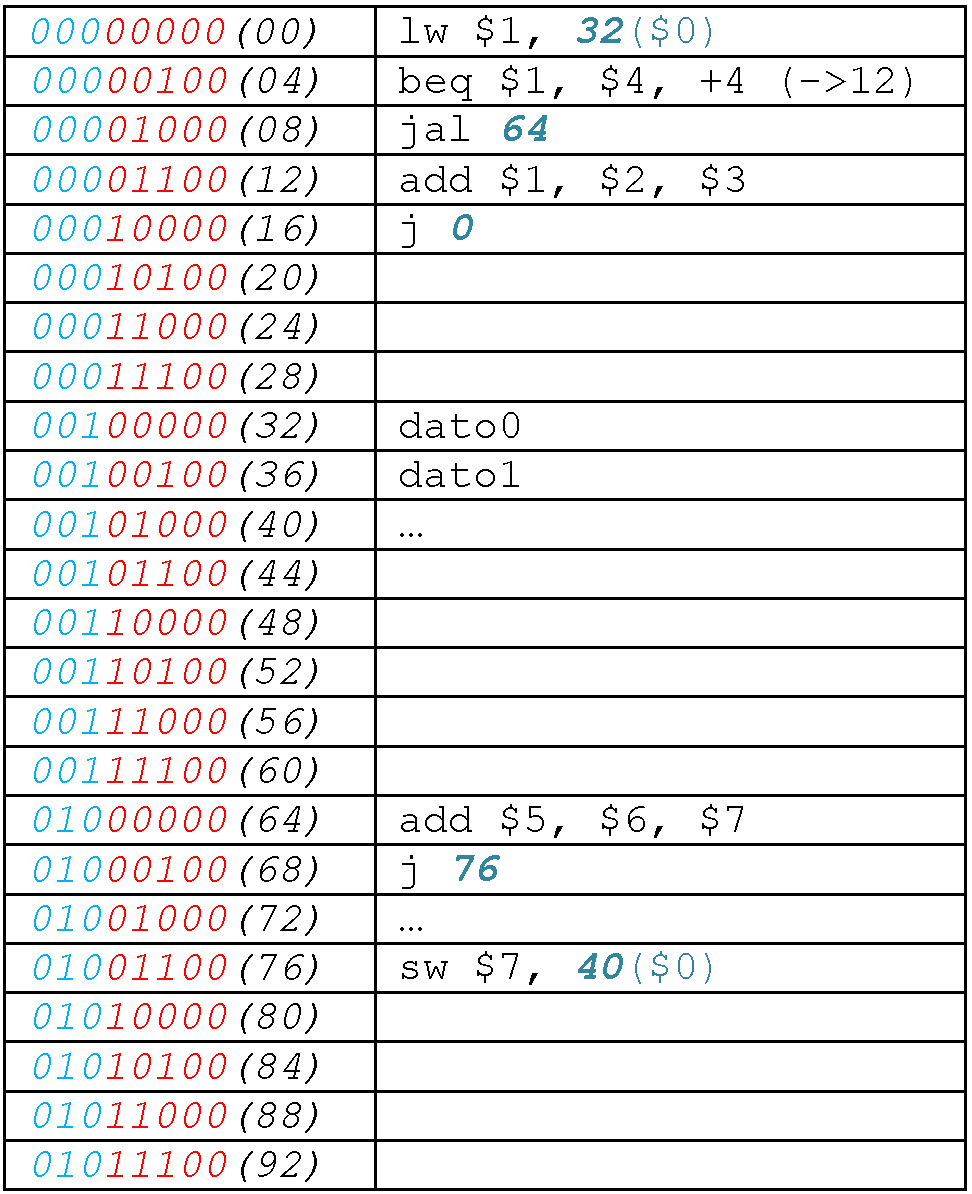 00000000(00) lw $1, 32($0)
00000100(04) beq $1, $4, +4 (->12)
00001000(08) jal 64
00001100(12) add $1, $2, $3
00010000(16) j 0
00010100(20)
00011000(24)
00011100(28)
00100000(32) dato0
00100100(36) dato1
00101000(40) …
00101100(44)
00110000(48)
00110100(52)
00111000(56)
00111100(60)
01000000(64) add $5, $6, $7
01000100(68) j 76
01001000(72) …
01001100(76) sw $7, 40($0)
01010000(80)
01010100(84)
01011000(88)
01011100(92)